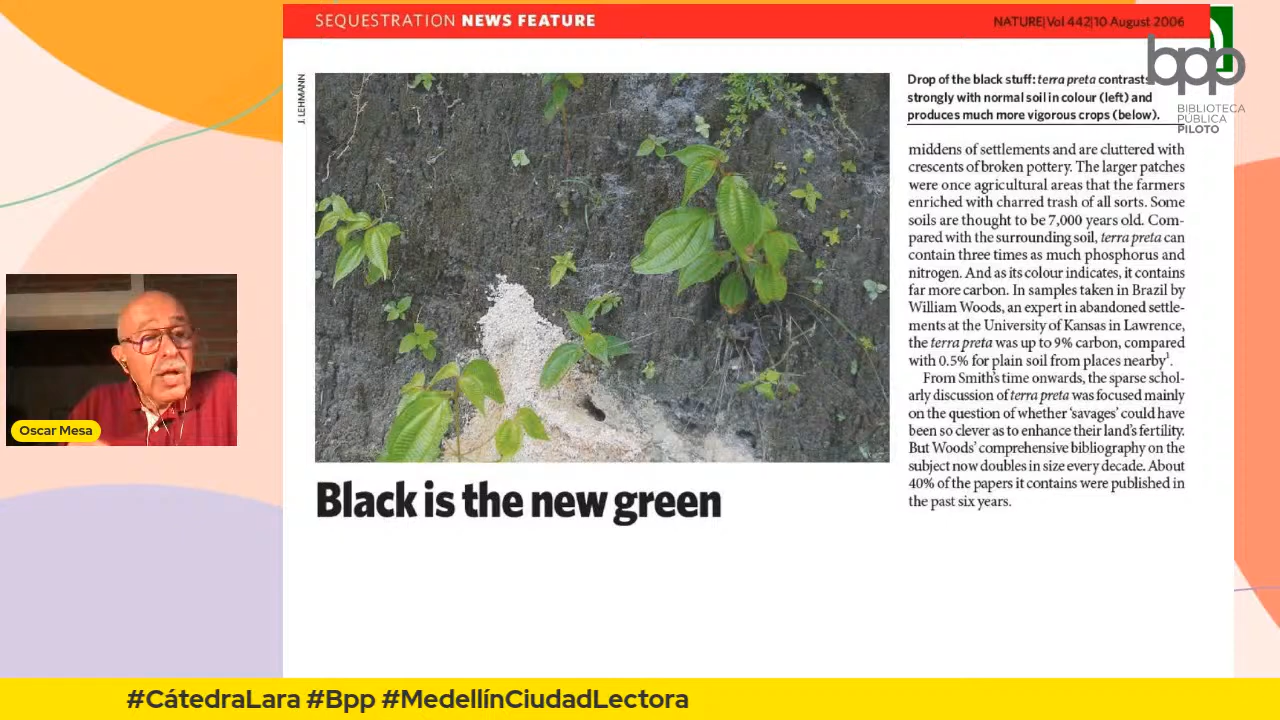 SEQUESTRATION NEWS FEATURE
NATURE|Vol 442|10 August 2006
bpp
BIBLIOTECA
PÚBLICA
PILOTO
J. LEHMANN
Drop of the black stuff: terra preta contrasts
strongly with normal soil in colour (left) and
produces much more vigorous crops (below).
middens of settlements and are cluttered with
crescents of broken pottery. The larger patches
were once agricultural areas that the farmers
enriched with charred trash of all sorts. Some
soils are thought to be 7,000 years old. Com-
pared with the surrounding soil, terra preta can
contain three times as much phosphorus and
nitrogen. And as its colour indicates, it contains
far more carbon. In samples taken in Brazil by
William Woods, an expert in abandoned settle-
ments at the University of Kansas in Lawrence,
the terra preta was up to 9% carbon, compared
with 0.5% for plain soil from places nearby¹.
From Smith's time onwards, the sparse schol-
arly discussion of terra preta was focused mainly
on the question of whether 'savages' could have
been so clever as to enhance their land's fertility.
But Woods' comprehensive bibliography on the
subject now doubles in size every decade. About
40% of the papers it contains were published in
the past six years.
Black is the new green
Oscar Mesa
#CátedraLara #Bpp #MedellínCiudadLectora